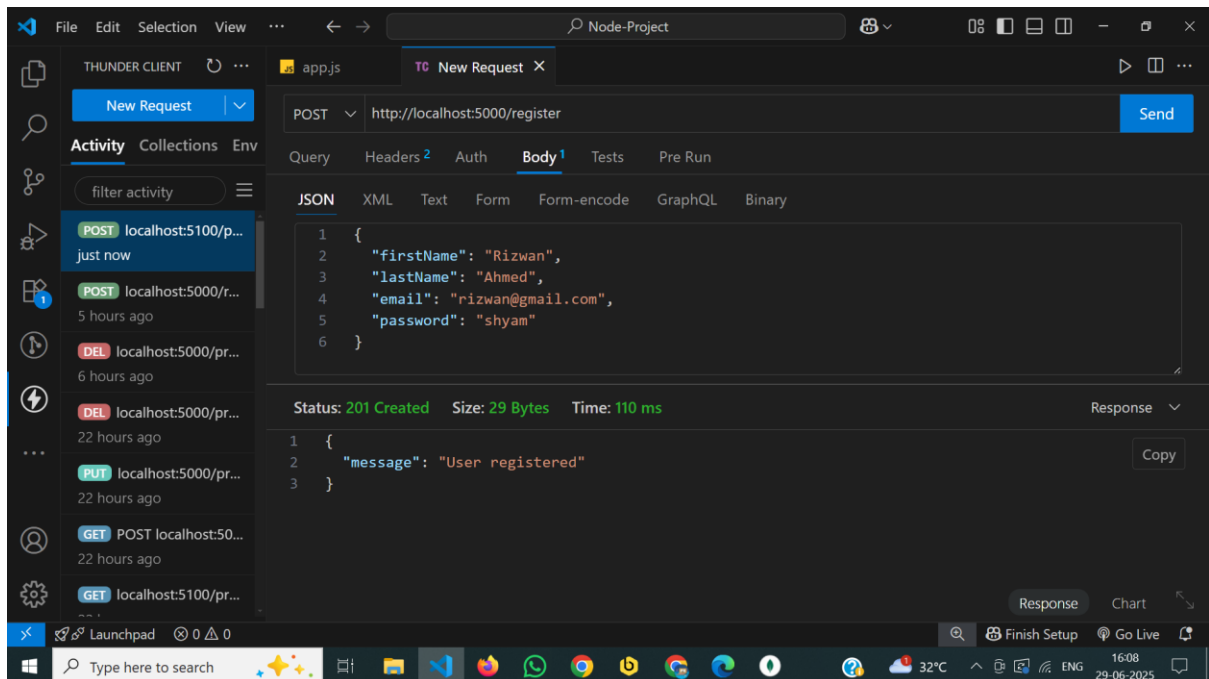 File Edit Selection View ... Node-Project
THUNDER CLIENT ...
JS app.js TC New Request
New Request
POST http://localhost:5000/register Send
Activity Collections Env
Query Headers 2 Auth Body 1 Tests Pre Run
filter activity
JSON XML Text Form Form-encode GraphQL Binary
POST localhost:5100/p...
just now
POST localhost:5000/r...
5 hours ago
DEL localhost:5000/pr...
6 hours ago
DEL localhost:5000/pr...
22 hours ago
PUT localhost:5000/pr...
22 hours ago
GET POST localhost:50...
22 hours ago
GET localhost:5100/pr...
1 {
2 "firstName": "Rizwan",
3 "lastName": "Ahmed",
4 "email": "rizwan@gmail.com",
5 "password": "shyam"
6 }
Status: 201 Created Size: 29 Bytes Time: 110 ms Response
1 {
2 "message": "User registered"
3 }
Copy
Response Chart
1
Launchpad 0 0 Finish Setup Go Live
Type here to search 32°C ENG 16:08
29-06-2025